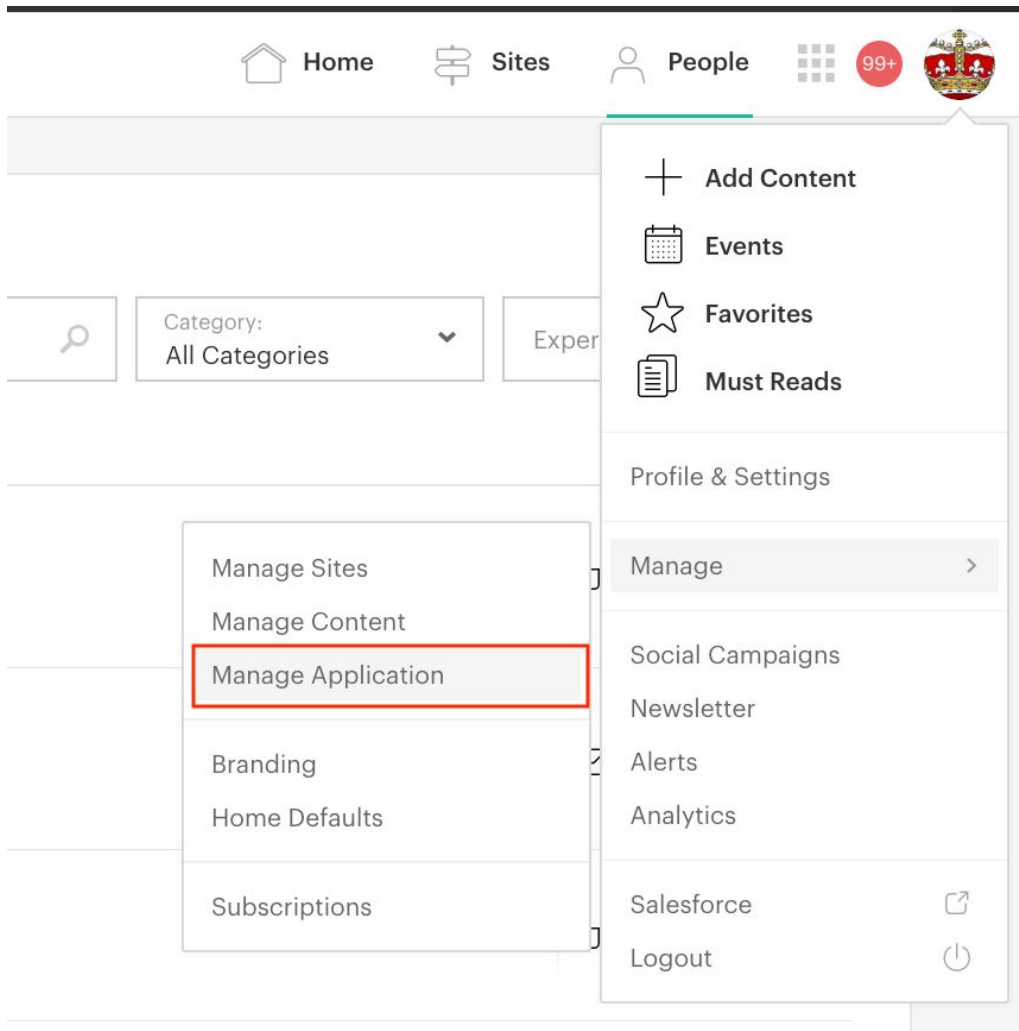 Home
Sites
People
99+
Add Content
Events
Category:
All Categories
Exper
Favorites
Must Reads
Profile & Settings
Manage
Manage Sites
Manage Content
Manage Application
Branding
Home Defaults
Subscriptions
Social Campaigns
Newsletter
Alerts
Analytics
Salesforce
Logout